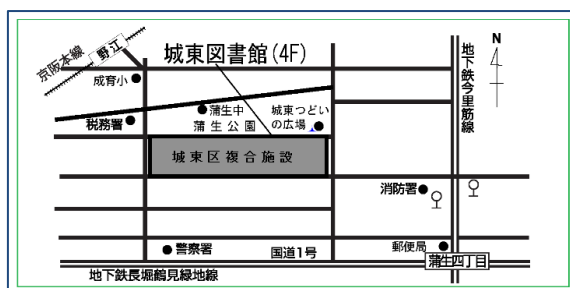 城東図書館(4F)
N
京阪本線
野江
成育小
地下鉄今里筋線
蒲生中
城東つどいの広場
税務署
蒲生公園
城東区複合施設
消防署
警察署
国道1号
郵便局
蒲生四丁目
地下鉄長堀鶴見緑地線